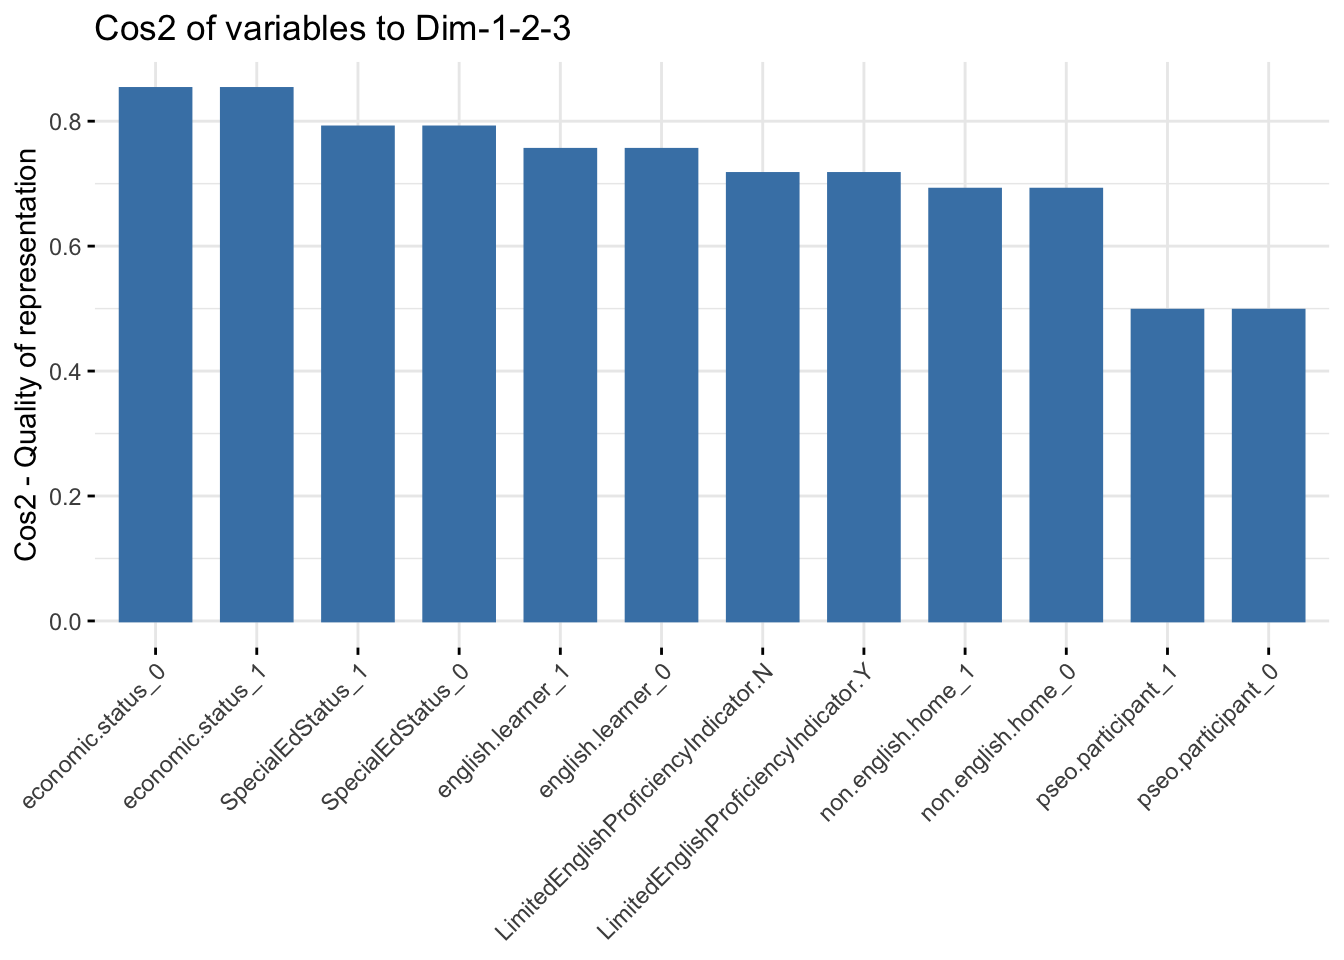 Cos2 of variables to Dim-1-2-3
Cos2 - Quality of representation
0.8
0.6
0.4
0.2
0.0
economic.status_0
economic.status_1
SpecialEdStatus_1
SpecialEdStatus_0
english.learner_1
english.learner_0
LimitedEnglishProficiencyIndicator.N
LimitedEnglishProficiencyIndicator.Y
non.english.home_1
non.english.home_0
pseo.participant_1
pseo.participant_0